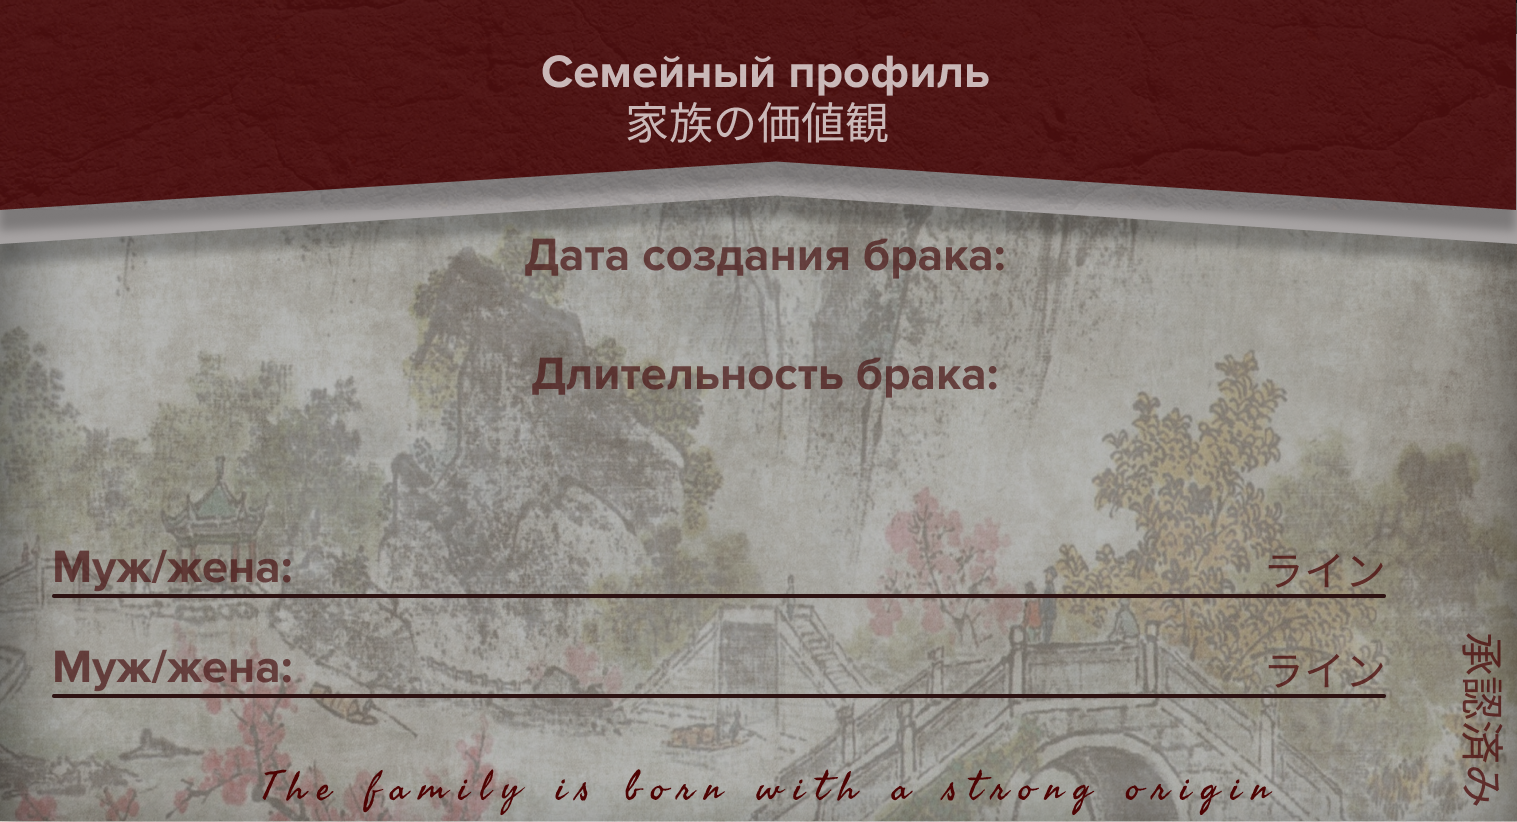 Семейный профиль
家族の価値観
Дата создания брака:
Длительность брака:
Муж/жена:
ライン
Муж/жена:
ライン
承認済み
The family is born with a strong origin